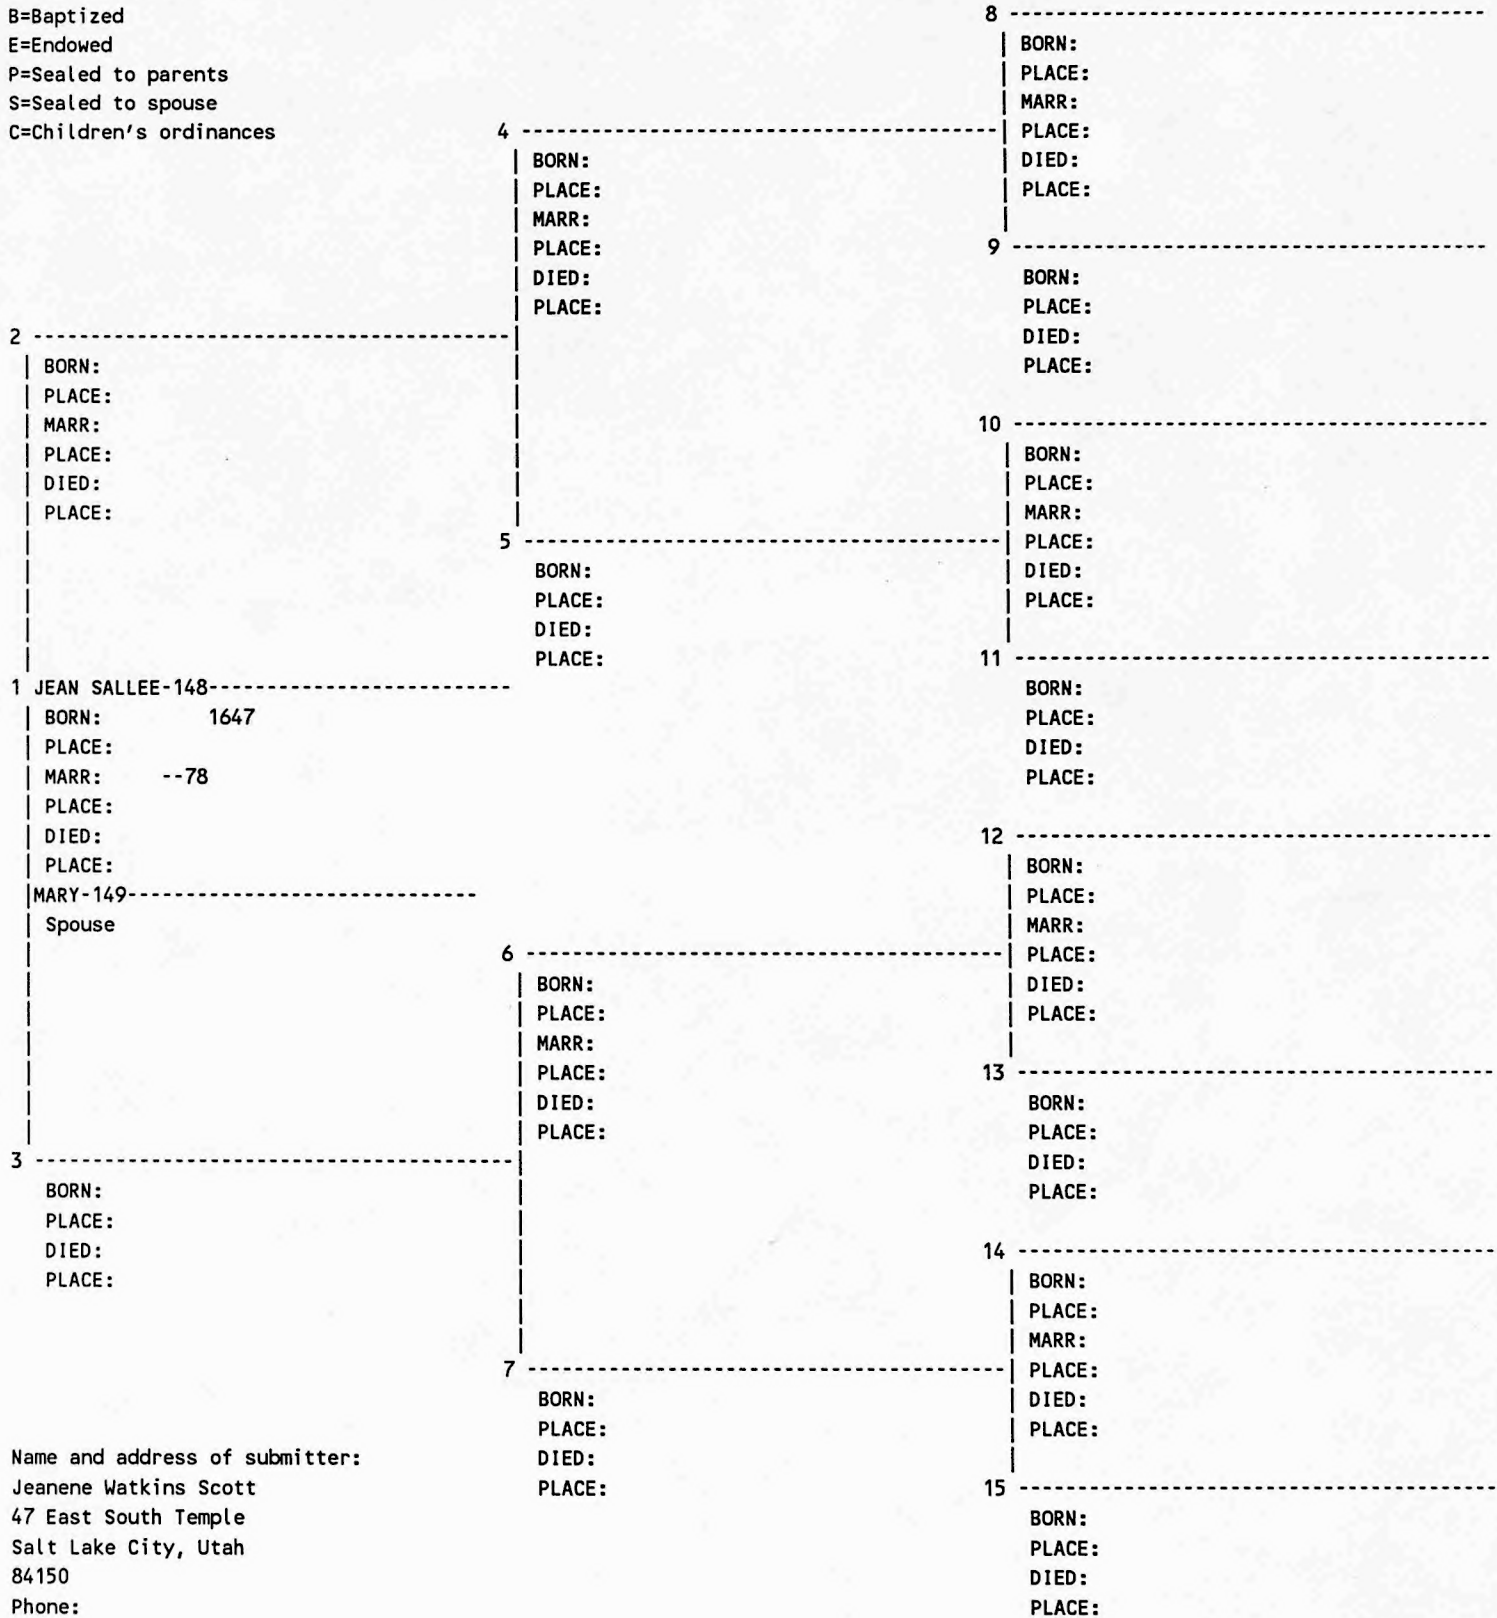 B=Baptized
E=Endowed
P=Sealed to parents
S=Sealed to spouse
C=Children's ordinances
8 ----------------------------------------
BORN:
PLACE:
MARR:
PLACE:
DIED:
PLACE:
4 ----------------------------------------
BORN:
PLACE:
MARR:
PLACE:
DIED:
PLACE:
9 ----------------------------------------
BORN:
PLACE:
DIED:
PLACE:
2 ----------------------------------------
BORN:
PLACE:
MARR:
PLACE:
DIED:
PLACE:
10 ----------------------------------------
BORN:
PLACE:
MARR:
PLACE:
DIED:
PLACE:
5 ----------------------------------------
BORN:
PLACE:
DIED:
PLACE:
11 ----------------------------------------
BORN:
PLACE:
DIED:
PLACE:
1 JEAN SALLEE-148--------------------------
BORN: 1647
PLACE:
MARR: --78
PLACE:
DIED:
PLACE:
MARY-149------------------------------
Spouse
12 ----------------------------------------
BORN:
PLACE:
MARR:
PLACE:
DIED:
PLACE:
6 ----------------------------------------
BORN:
PLACE:
MARR:
PLACE:
DIED:
PLACE:
13 ----------------------------------------
BORN:
PLACE:
DIED:
PLACE:
3 ----------------------------------------
BORN:
PLACE:
DIED:
PLACE:
14 ----------------------------------------
BORN:
PLACE:
MARR:
PLACE:
DIED:
PLACE:
7 ----------------------------------------
BORN:
PLACE:
DIED:
PLACE:
15 ----------------------------------------
BORN:
PLACE:
DIED:
PLACE:
Name and address of submitter:
Jeanene Watkins Scott
47 East South Temple
Salt Lake City, Utah
84150
Phone: